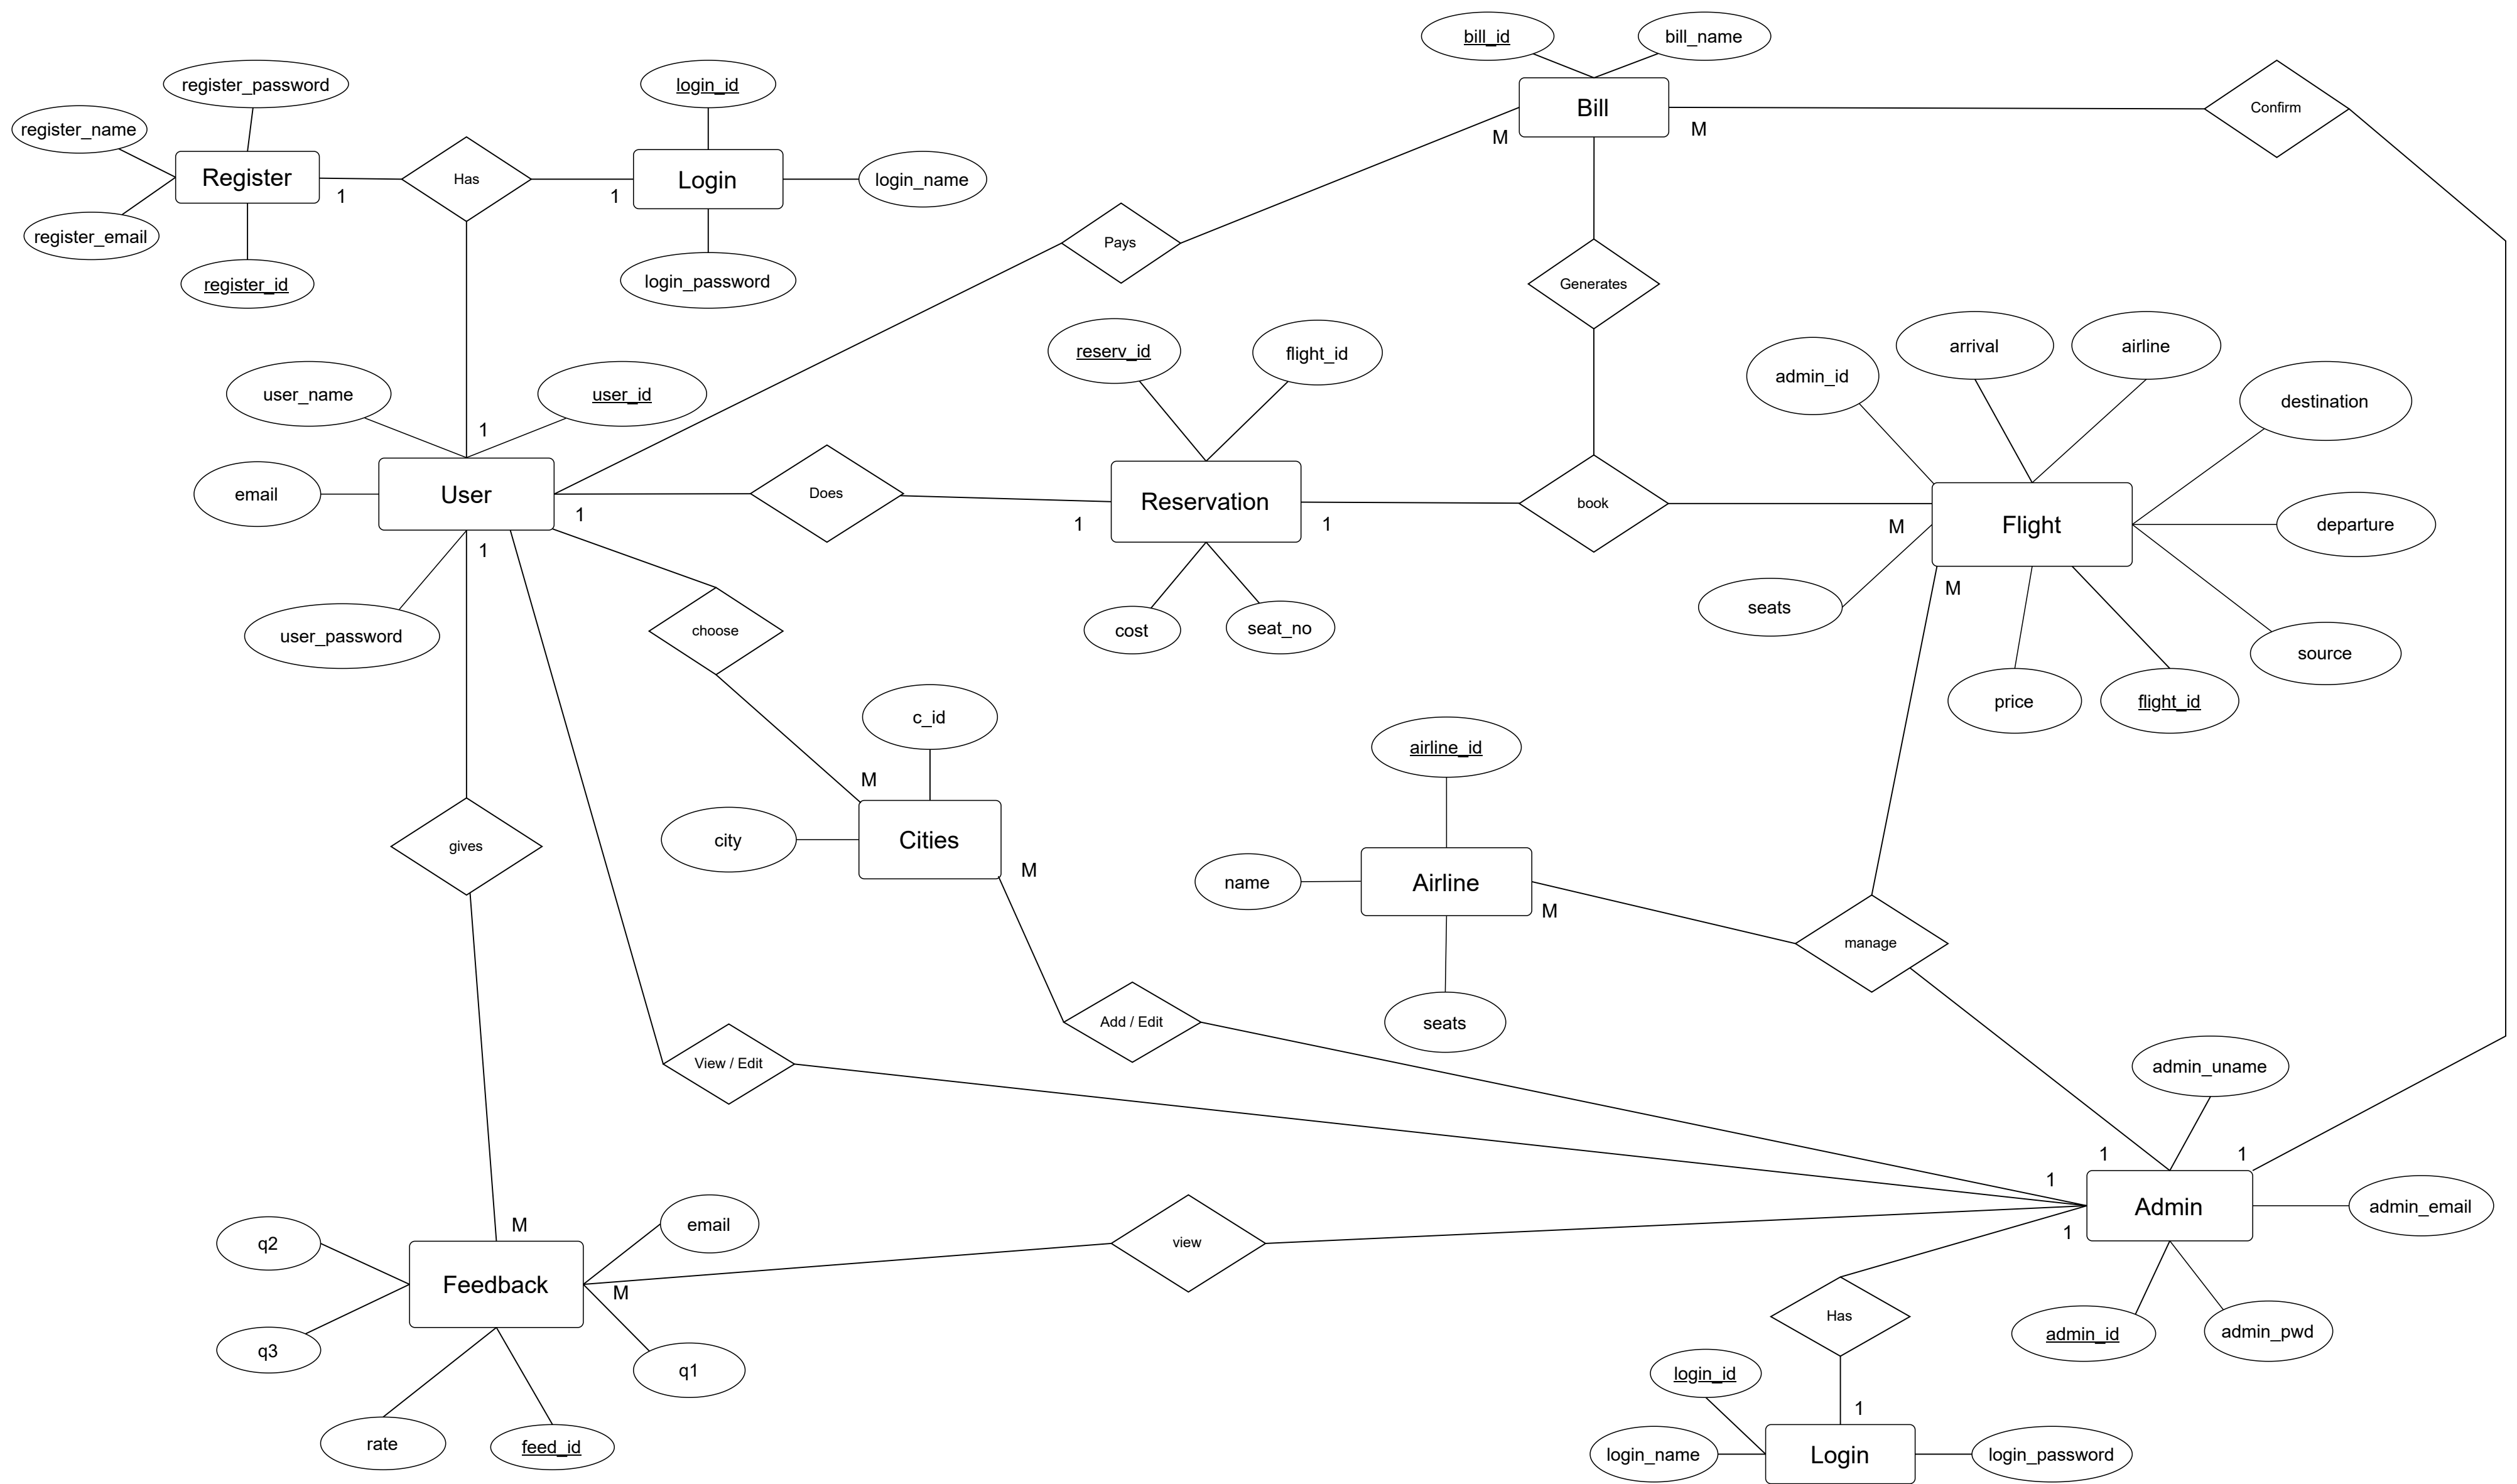 bill_id
bill_name
Bill
M
M
Confirm
register_password
register_name
Register
1
register_email
register_id
Has
login_id
Login
1
login_name
login_password
Pays
Generates
user_name
user_id
1
email
User
1
1
user_password
Does
reserv_id
flight_id
Reservation
1
1
cost
seat_no
book
admin_id
arrival
airline
destination
M
Flight
departure
seats
M
source
price
flight_id
choose
c_id
M
city
Cities
M
gives
airline_id
name
Airline
M
seats
manage
Add / Edit
View / Edit
admin_uname
1
1
1
Admin
admin_email
1
admin_id
admin_pwd
view
M
q2
email
Feedback
M
q3
q1
rate
feed_id
Has
login_id
1
login_name
Login
login_password